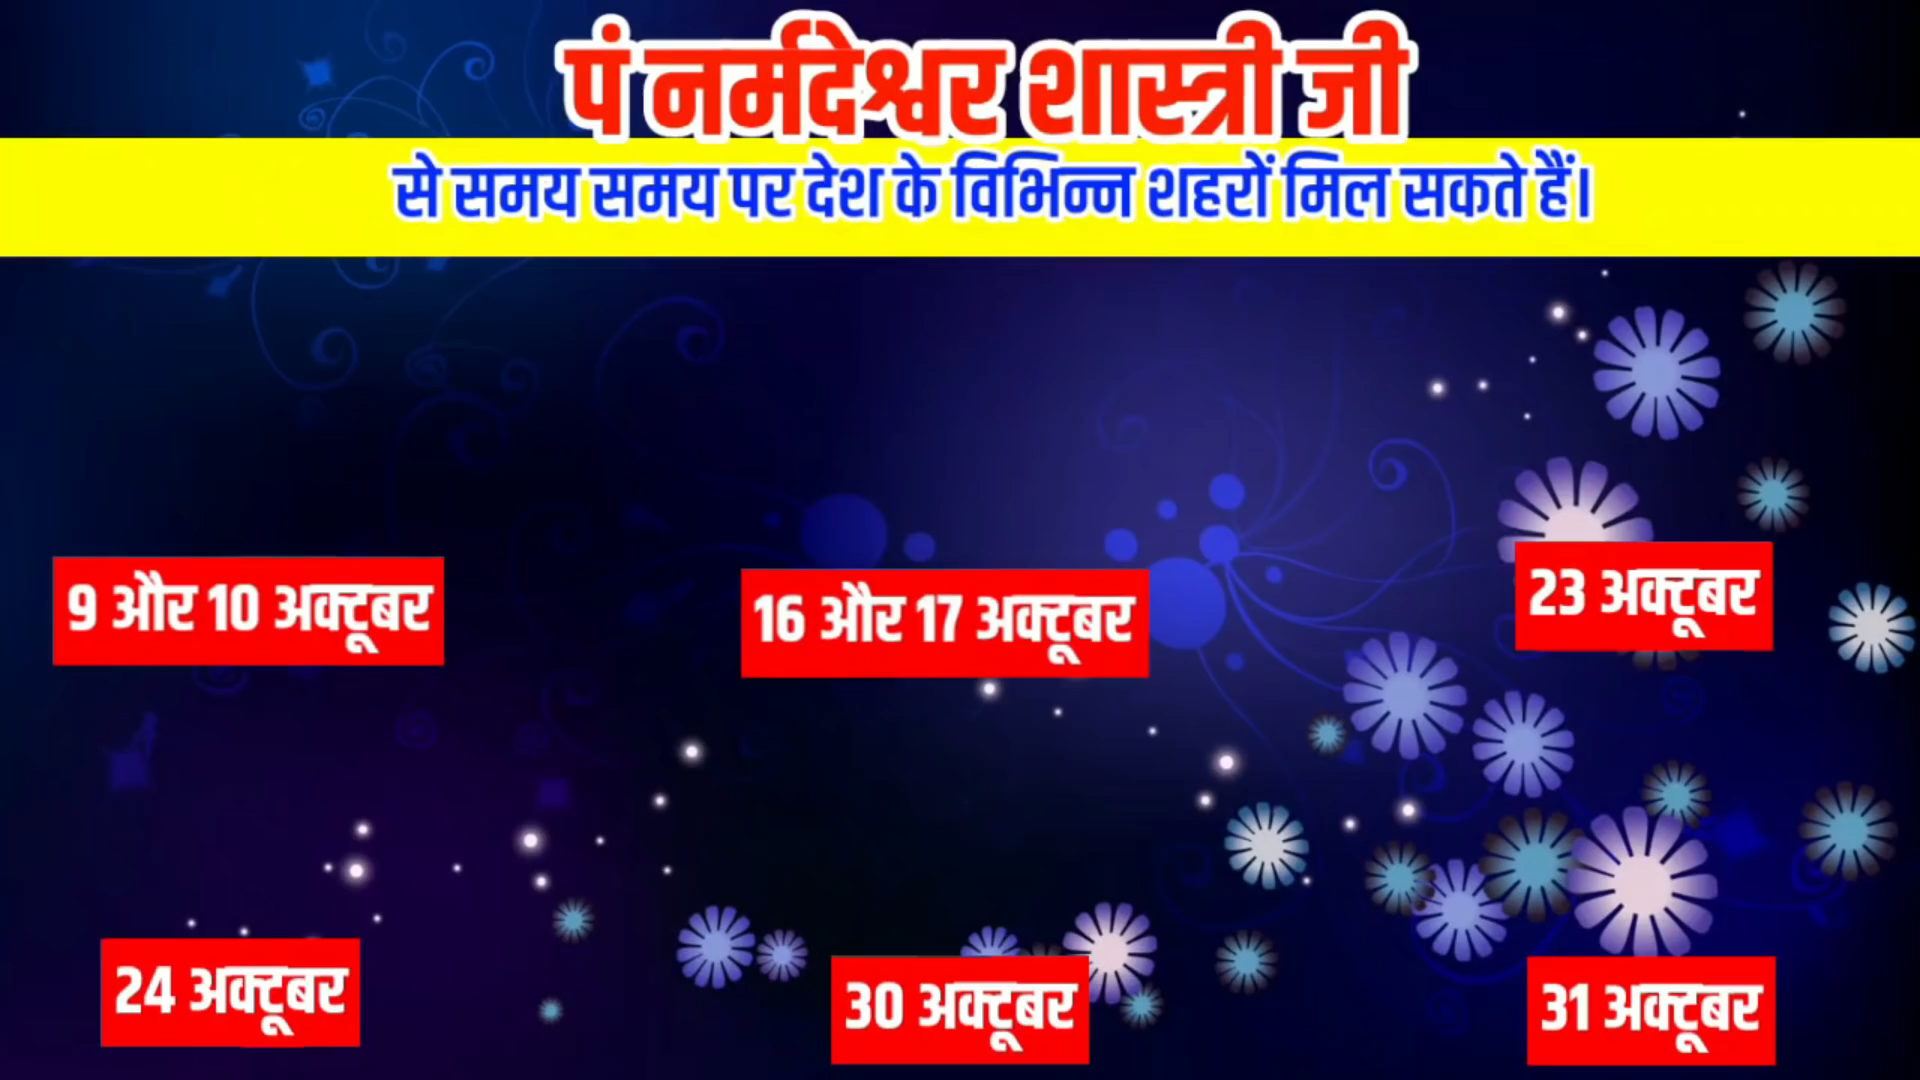 पं नर्मदेश्वर शास्त्री जी
से समय समय पर देश के विभिन्न शहरों मिल सकते हैं।
9 और 10 अक्टूबर
16 और 17 अक्टूबर
23 अक्टूबर
24 अक्टूबर
30 अक्टूबर
31 अक्टूबर